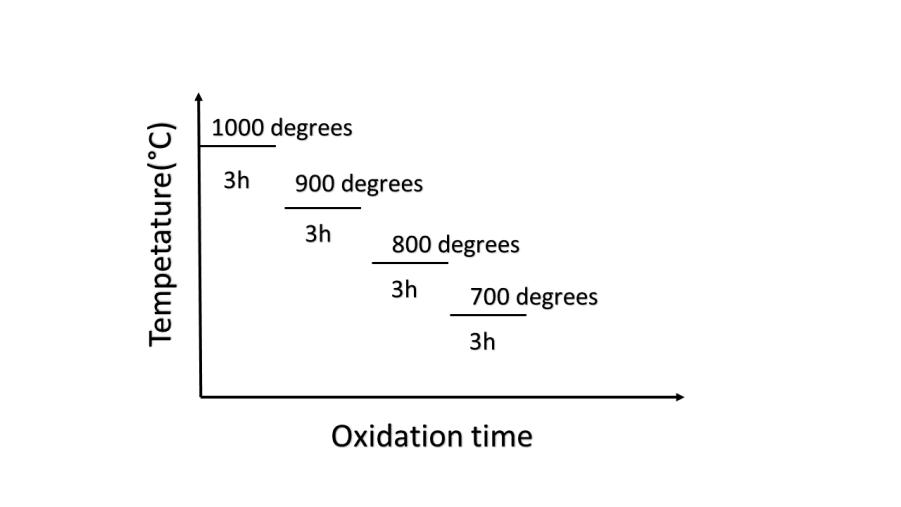 1000 degrees
3h
900 degrees
3h
800 degrees
3h
700 degrees
3h
Tempetature(°C)
Oxidation time